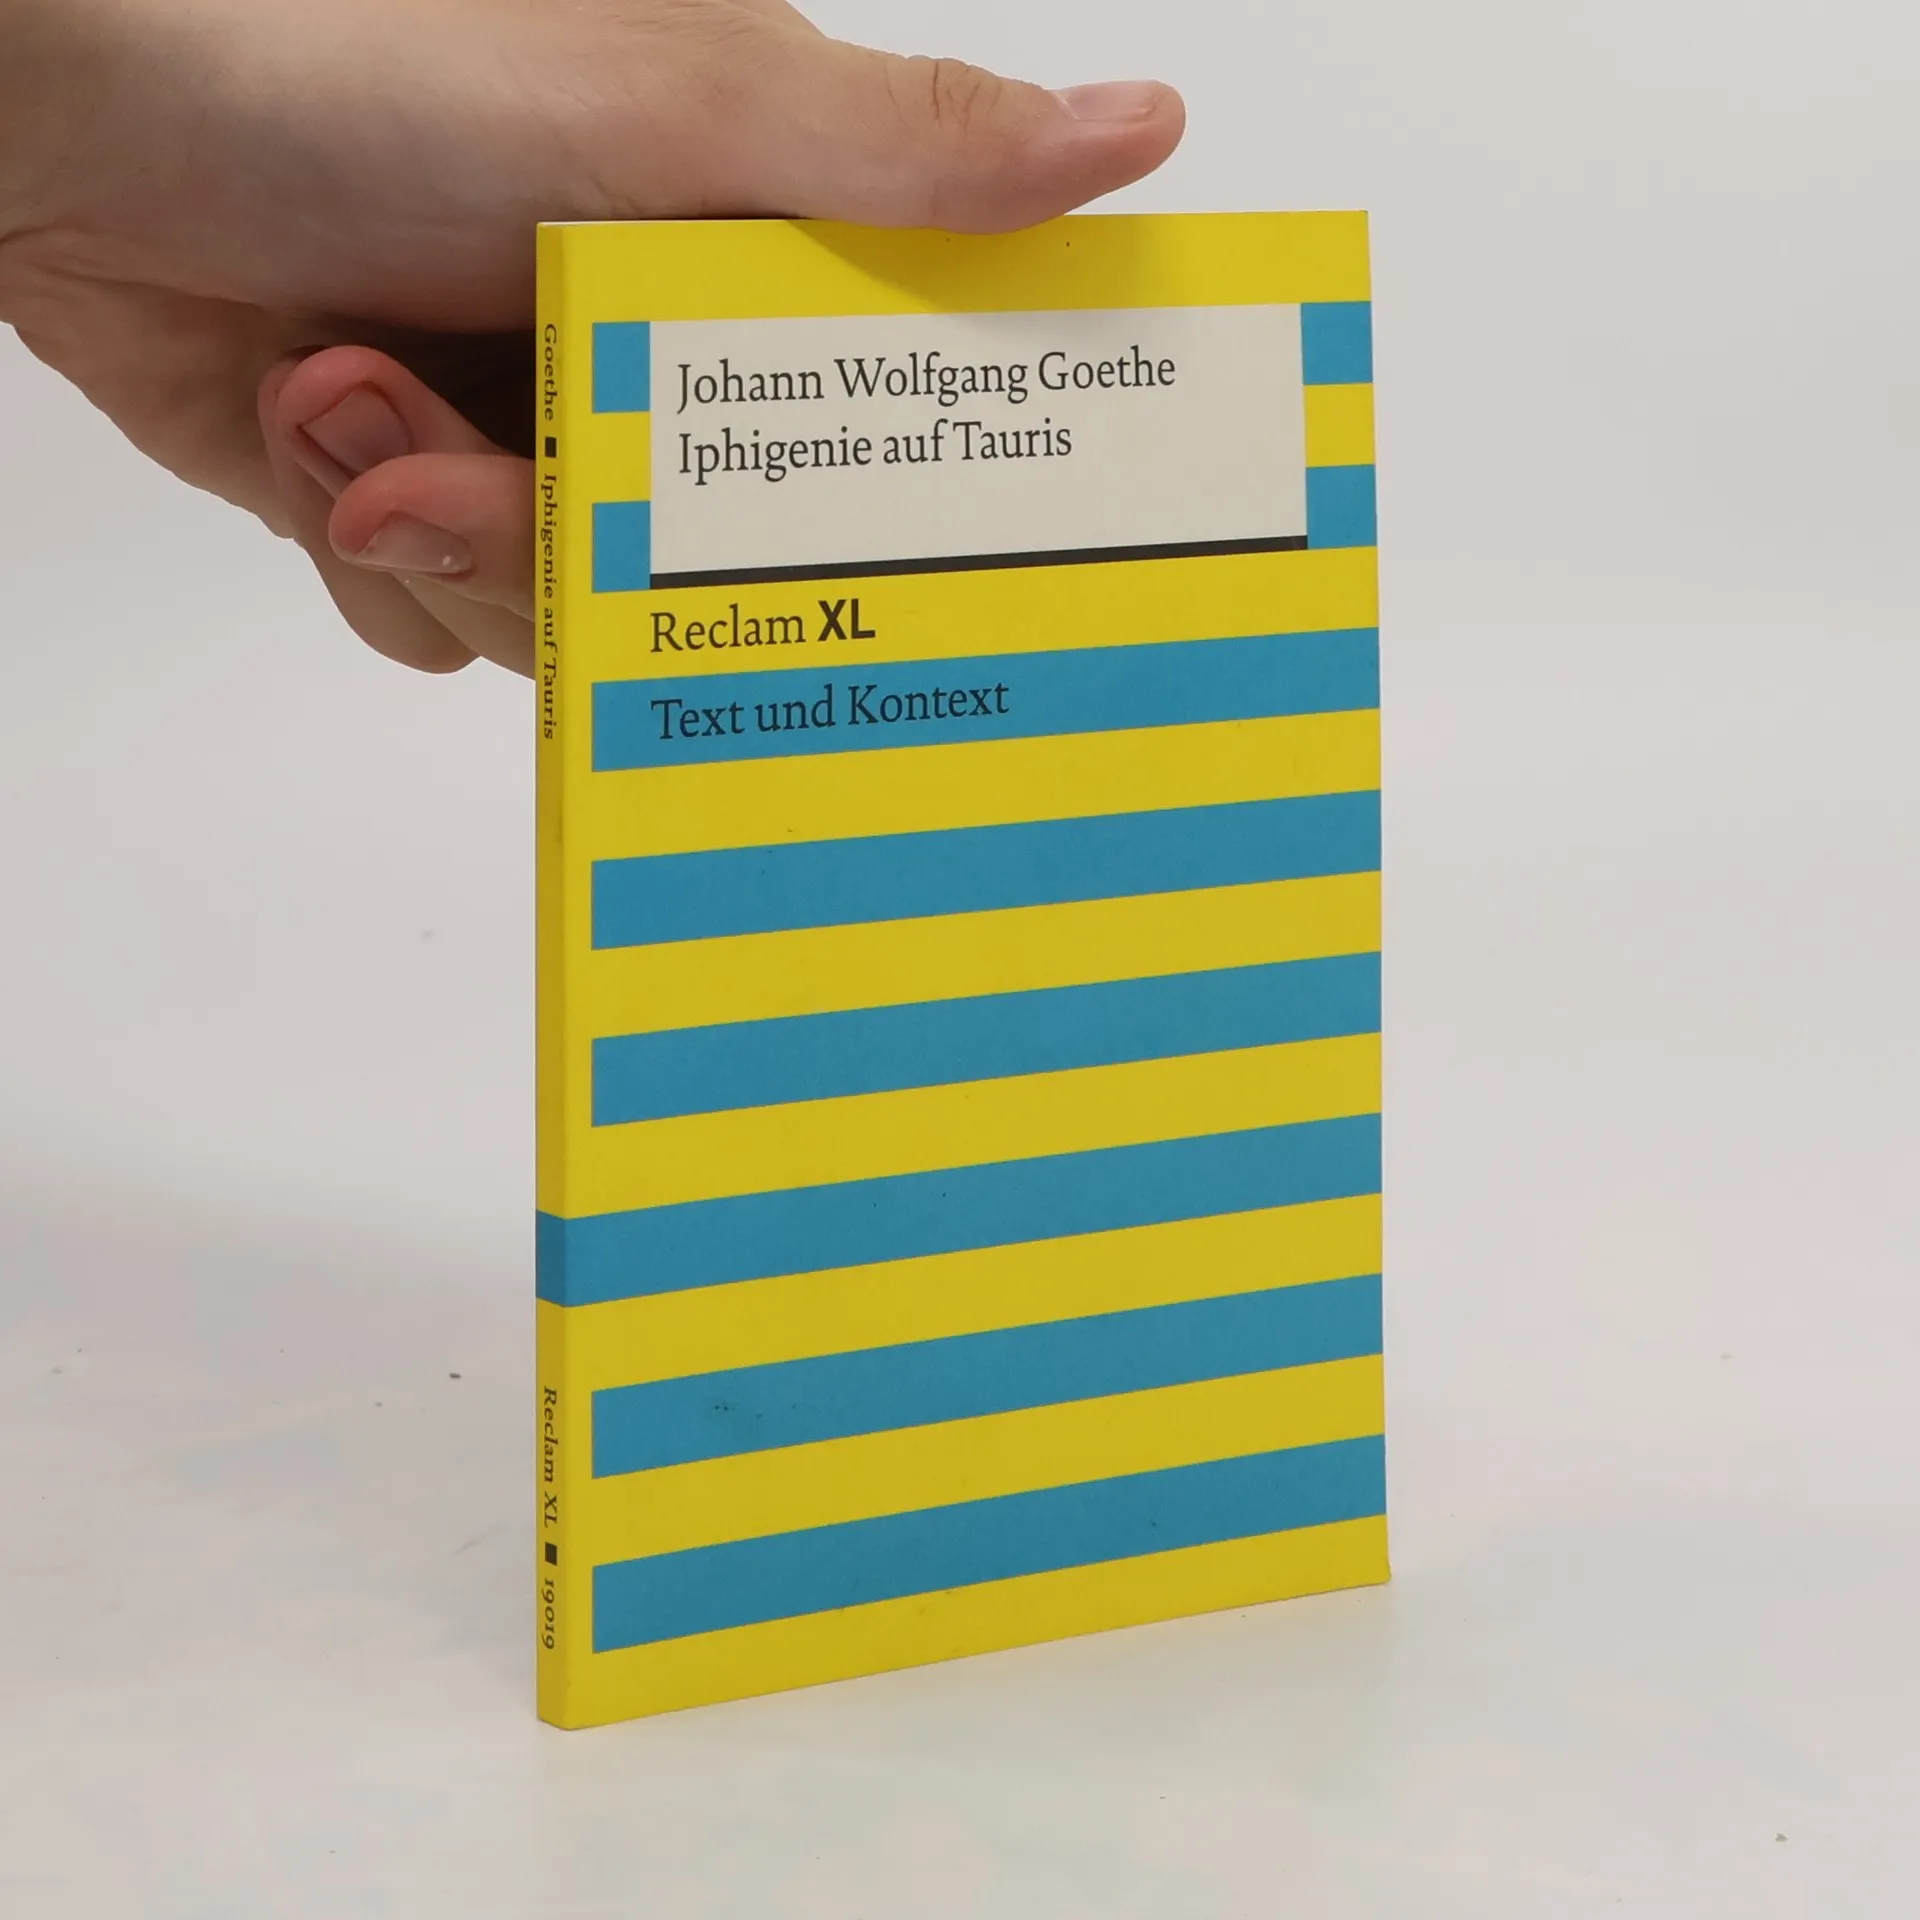 Johann Wolfgang Goethe
Iphigenie auf Tauris
Reclam XL
Text und Kontext
Goethe ■ Iphigenie auf Tauris
Reclam XL ■ 19019